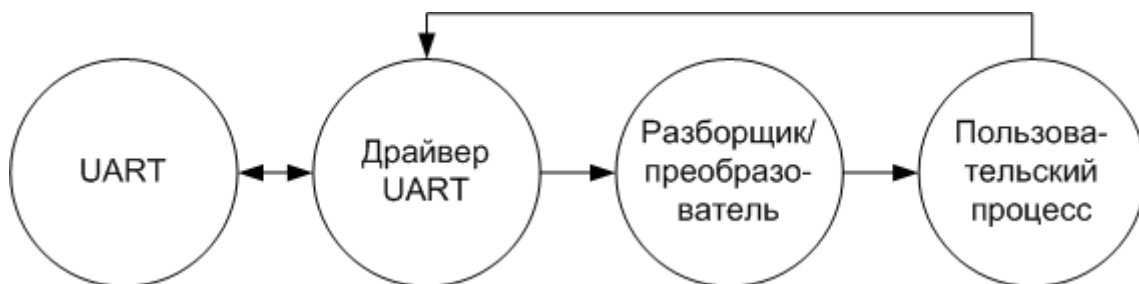 UART
Драйвер
UART
Разборщик/
преобразо-
ватель
Пользова-
тельский
процесс